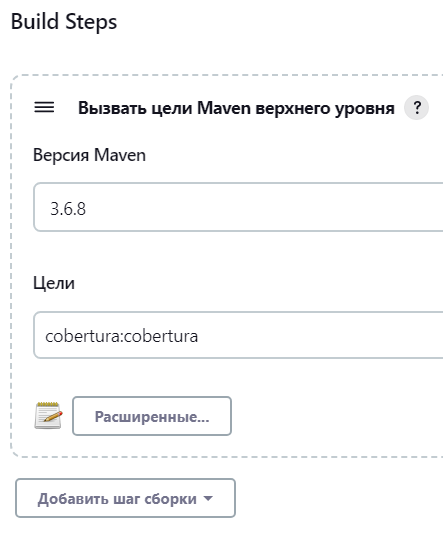 Build Steps
Вызвать цели Maven верхнего уровня ?
Версия Maven
3.6.8
Цели
cobertura:cobertura
Расширенные...
Добавить шаг сборки